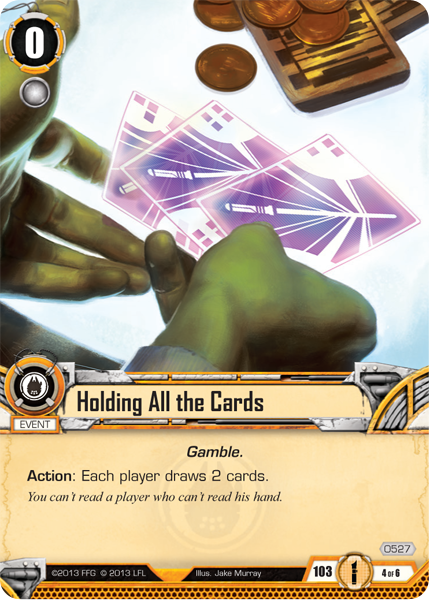 0
Holding All the Cards
EVENT
Gamble.
Action: Each player draws 2 cards.
You can't read a player who can't read his hand.
0527
©2013 FFG © 2013 LFL
Illus. Jake Murray
103
4 OF 6